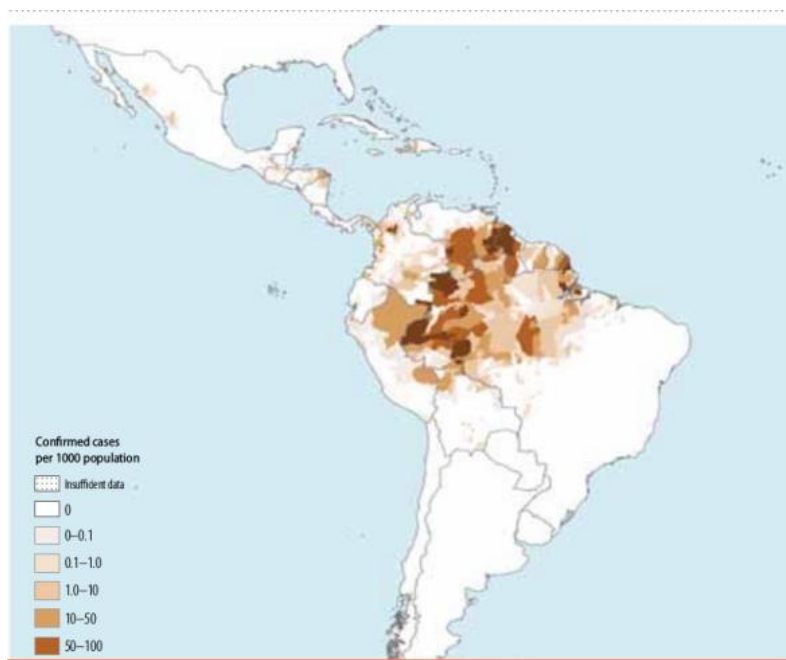 Confirmed cases
per 1000 population
Insufficient data
0
0–0.1
0.1–1.0
1.0–10
10–50
50–100